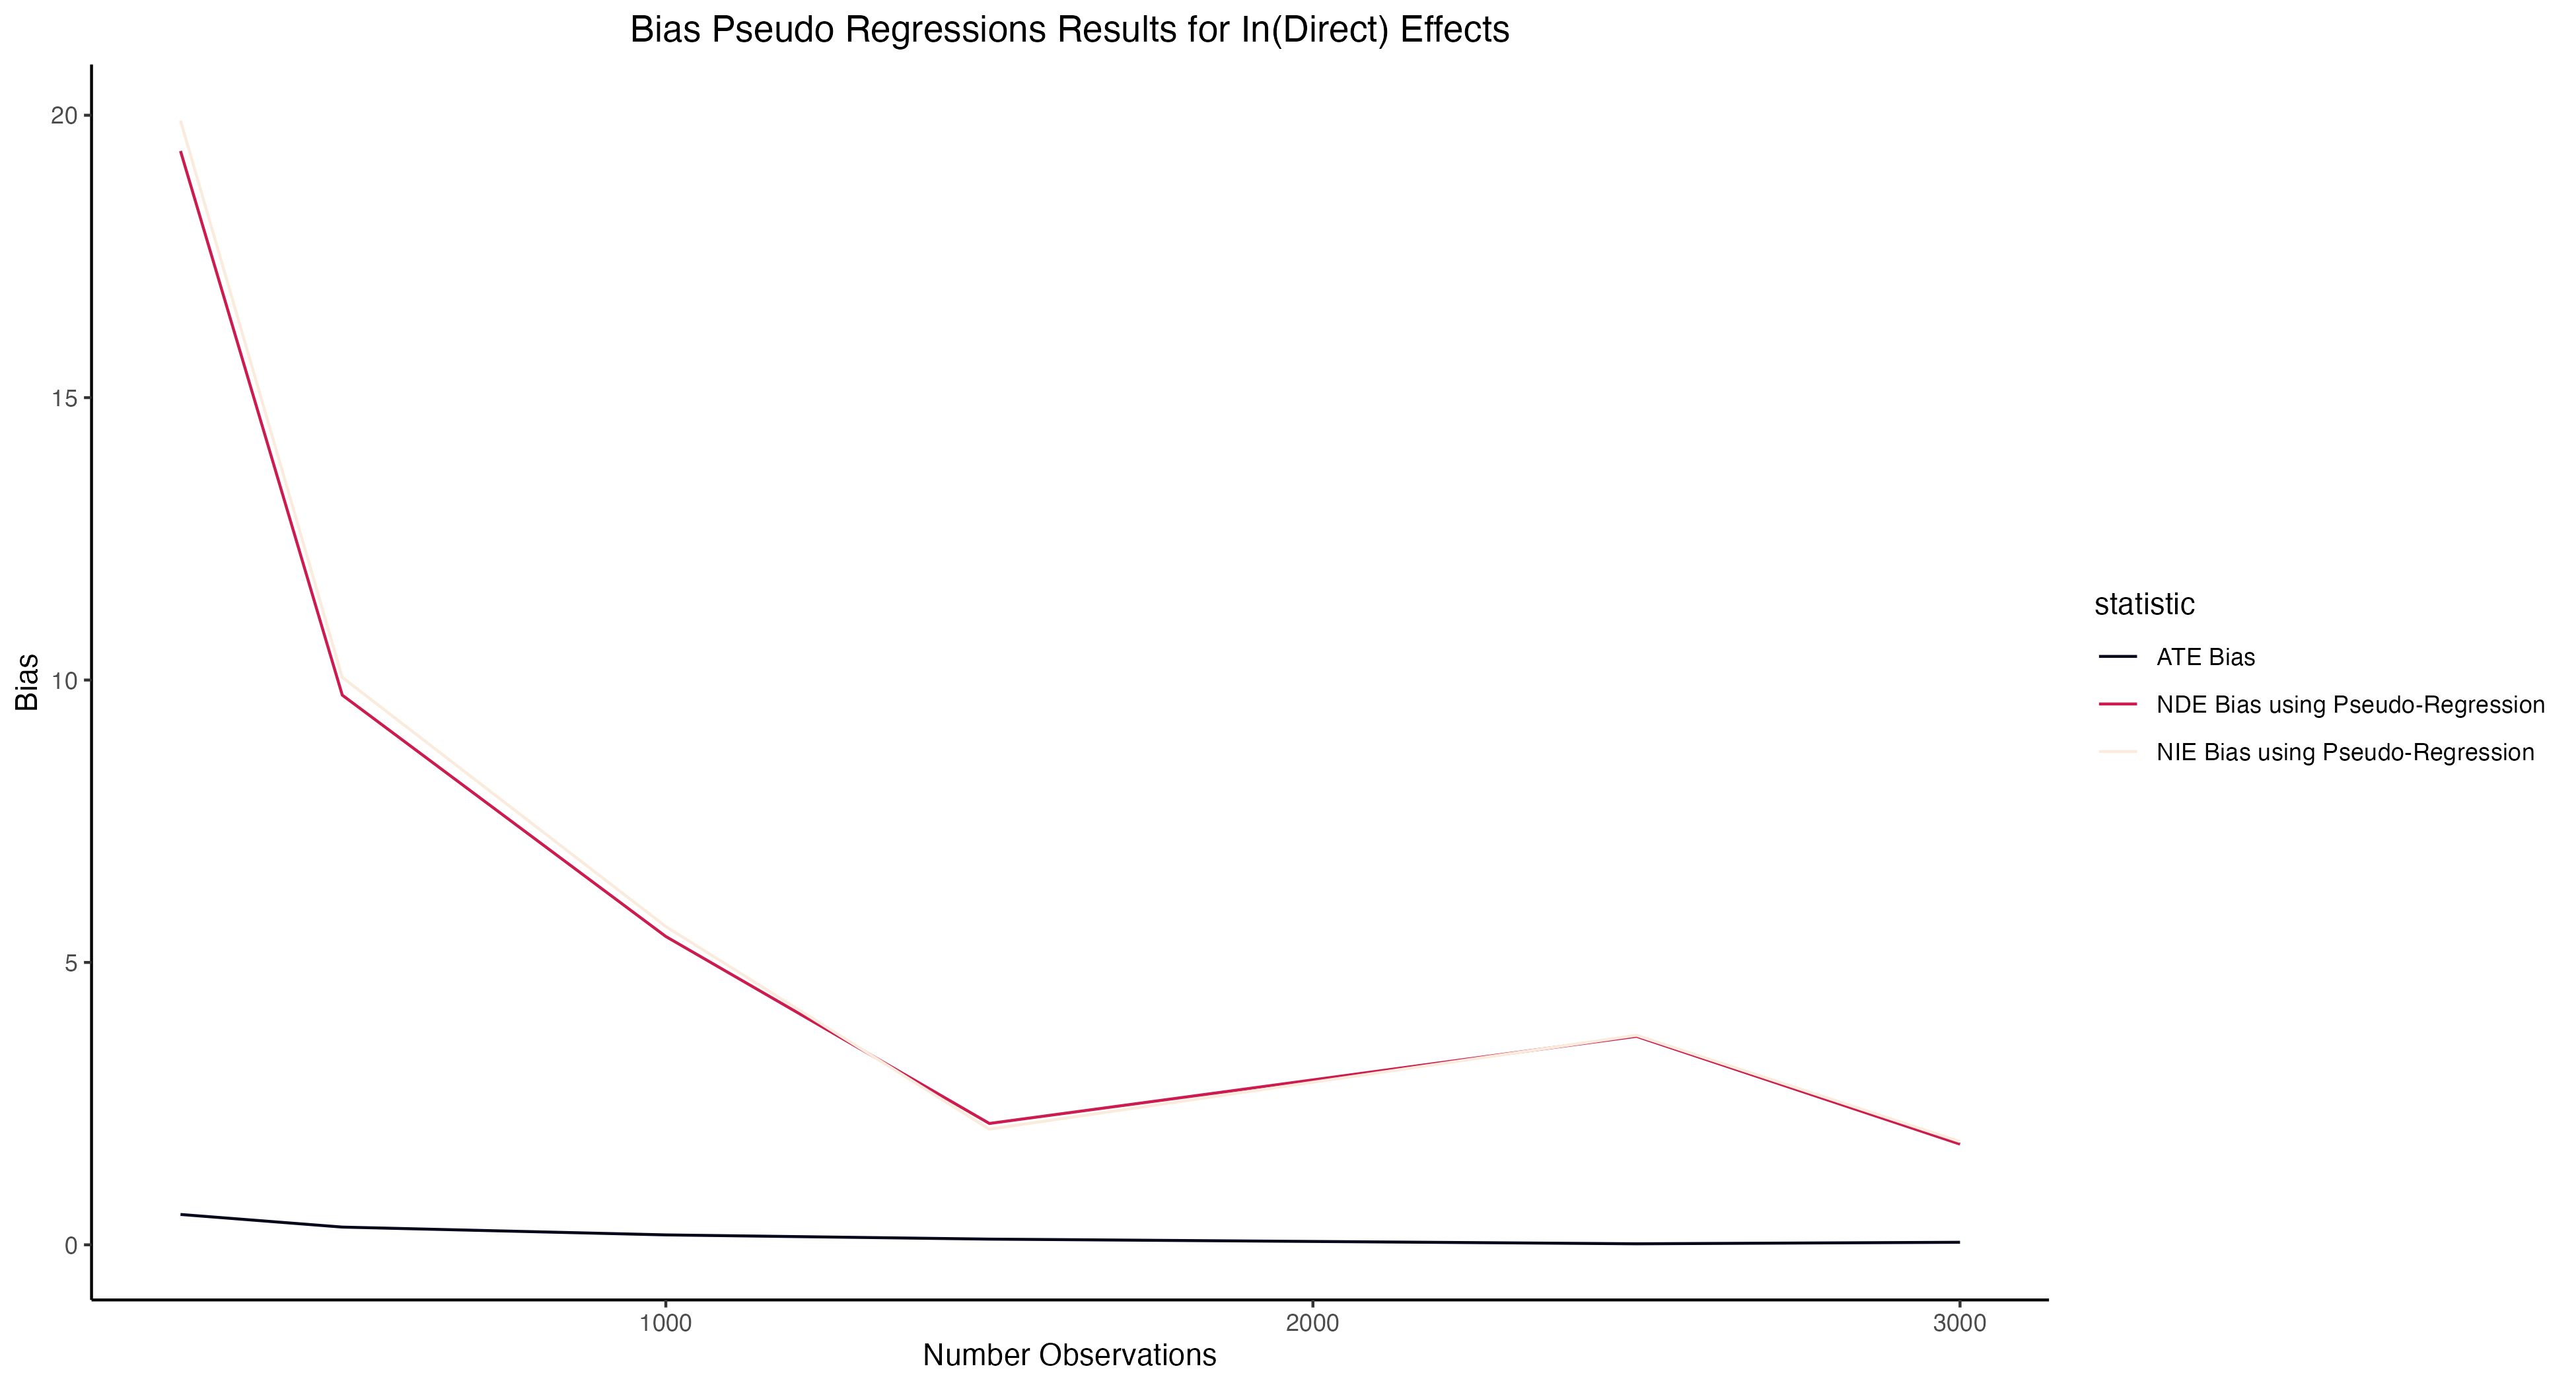 Bias Pseudo Regressions Results for In(Direct) Effects
20
15
10
5
0
Bias
1000
2000
3000
Number Observations
statistic
ATE Bias
NDE Bias using Pseudo-Regression
NIE Bias using Pseudo-Regression